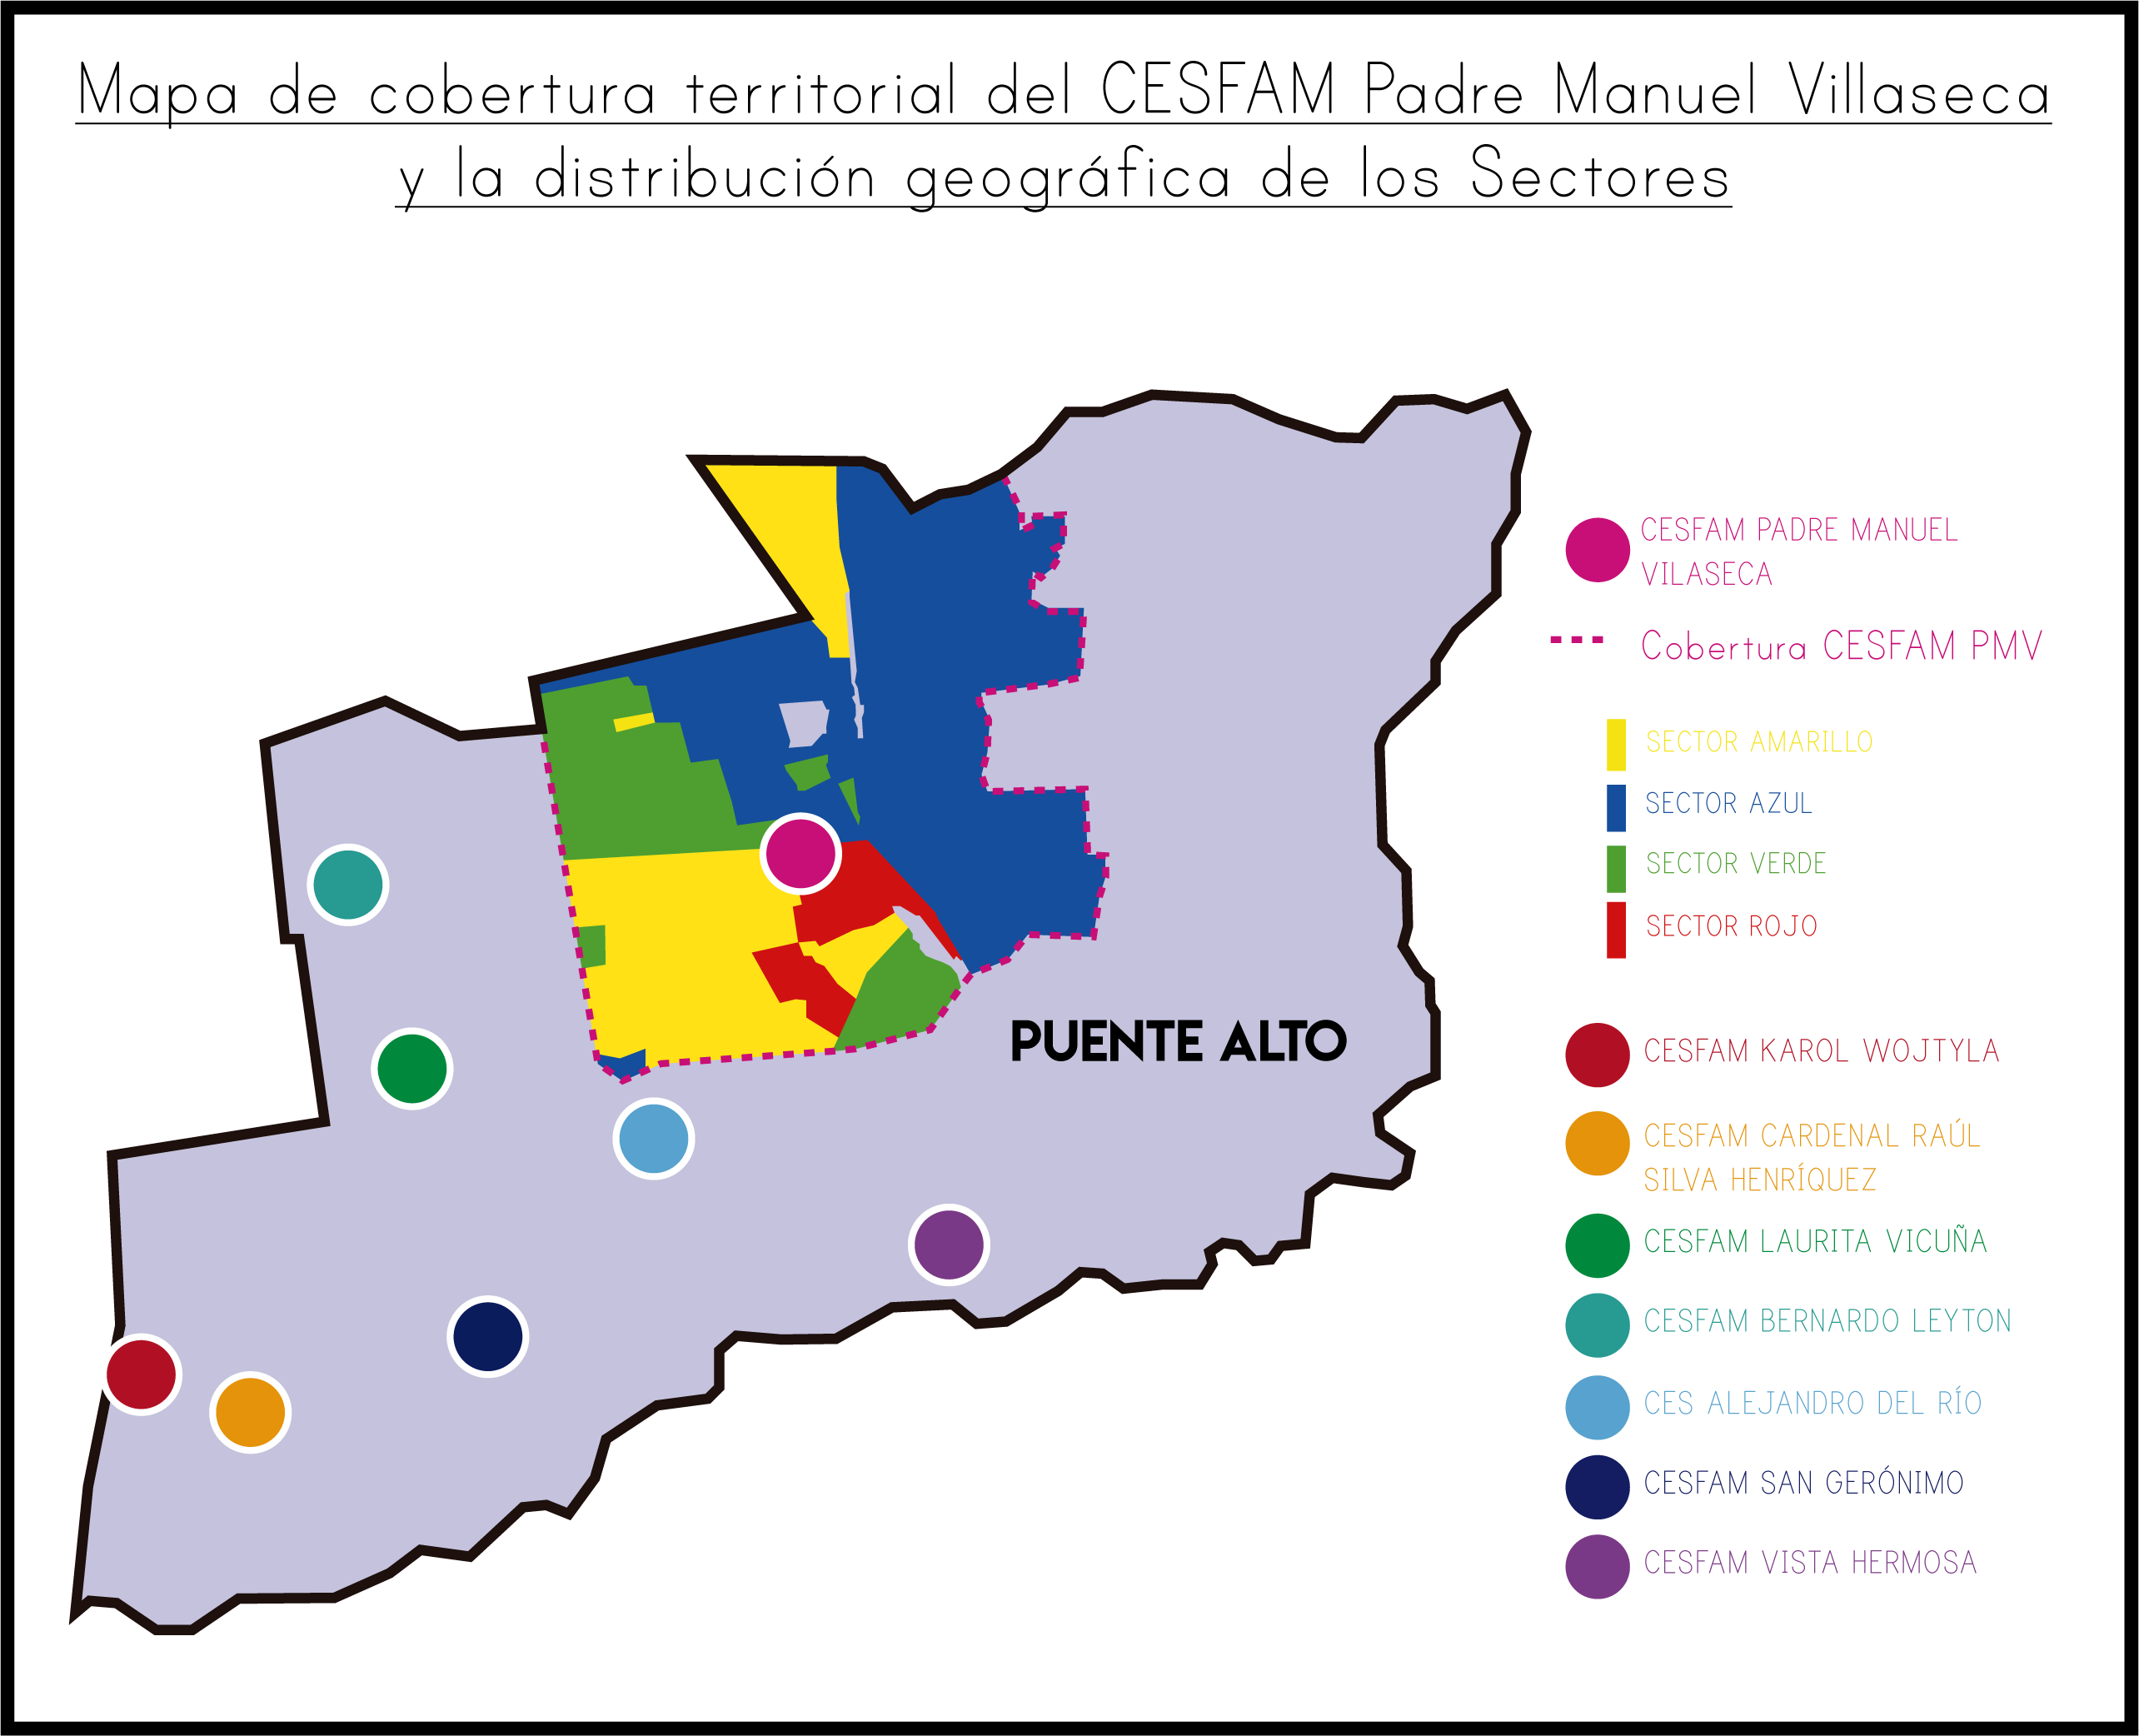 Mapa de cobertura territorial del CESFAM Padre Manuel Villaseca
y la distribución geográfica de los Sectores
CESFAM PADRE MANUEL
VILASECA
Cobertura CESFAM PMV
SECTOR AMARILLO
SECTOR AZUL
SECTOR VERDE
SECTOR ROJO
PUENTE ALTO
CESFAM KAROL WOJTYLA
CESFAM CARDENAL RAÚL
SILVA HENRÍQUEZ
CESFAM LAURITA VICUÑA
CESFAM BERNARDO LEYTON
CES ALEJANDRO DEL RÍO
CESFAM SAN GERÓNIMO
CESFAM VISTA HERMOSA